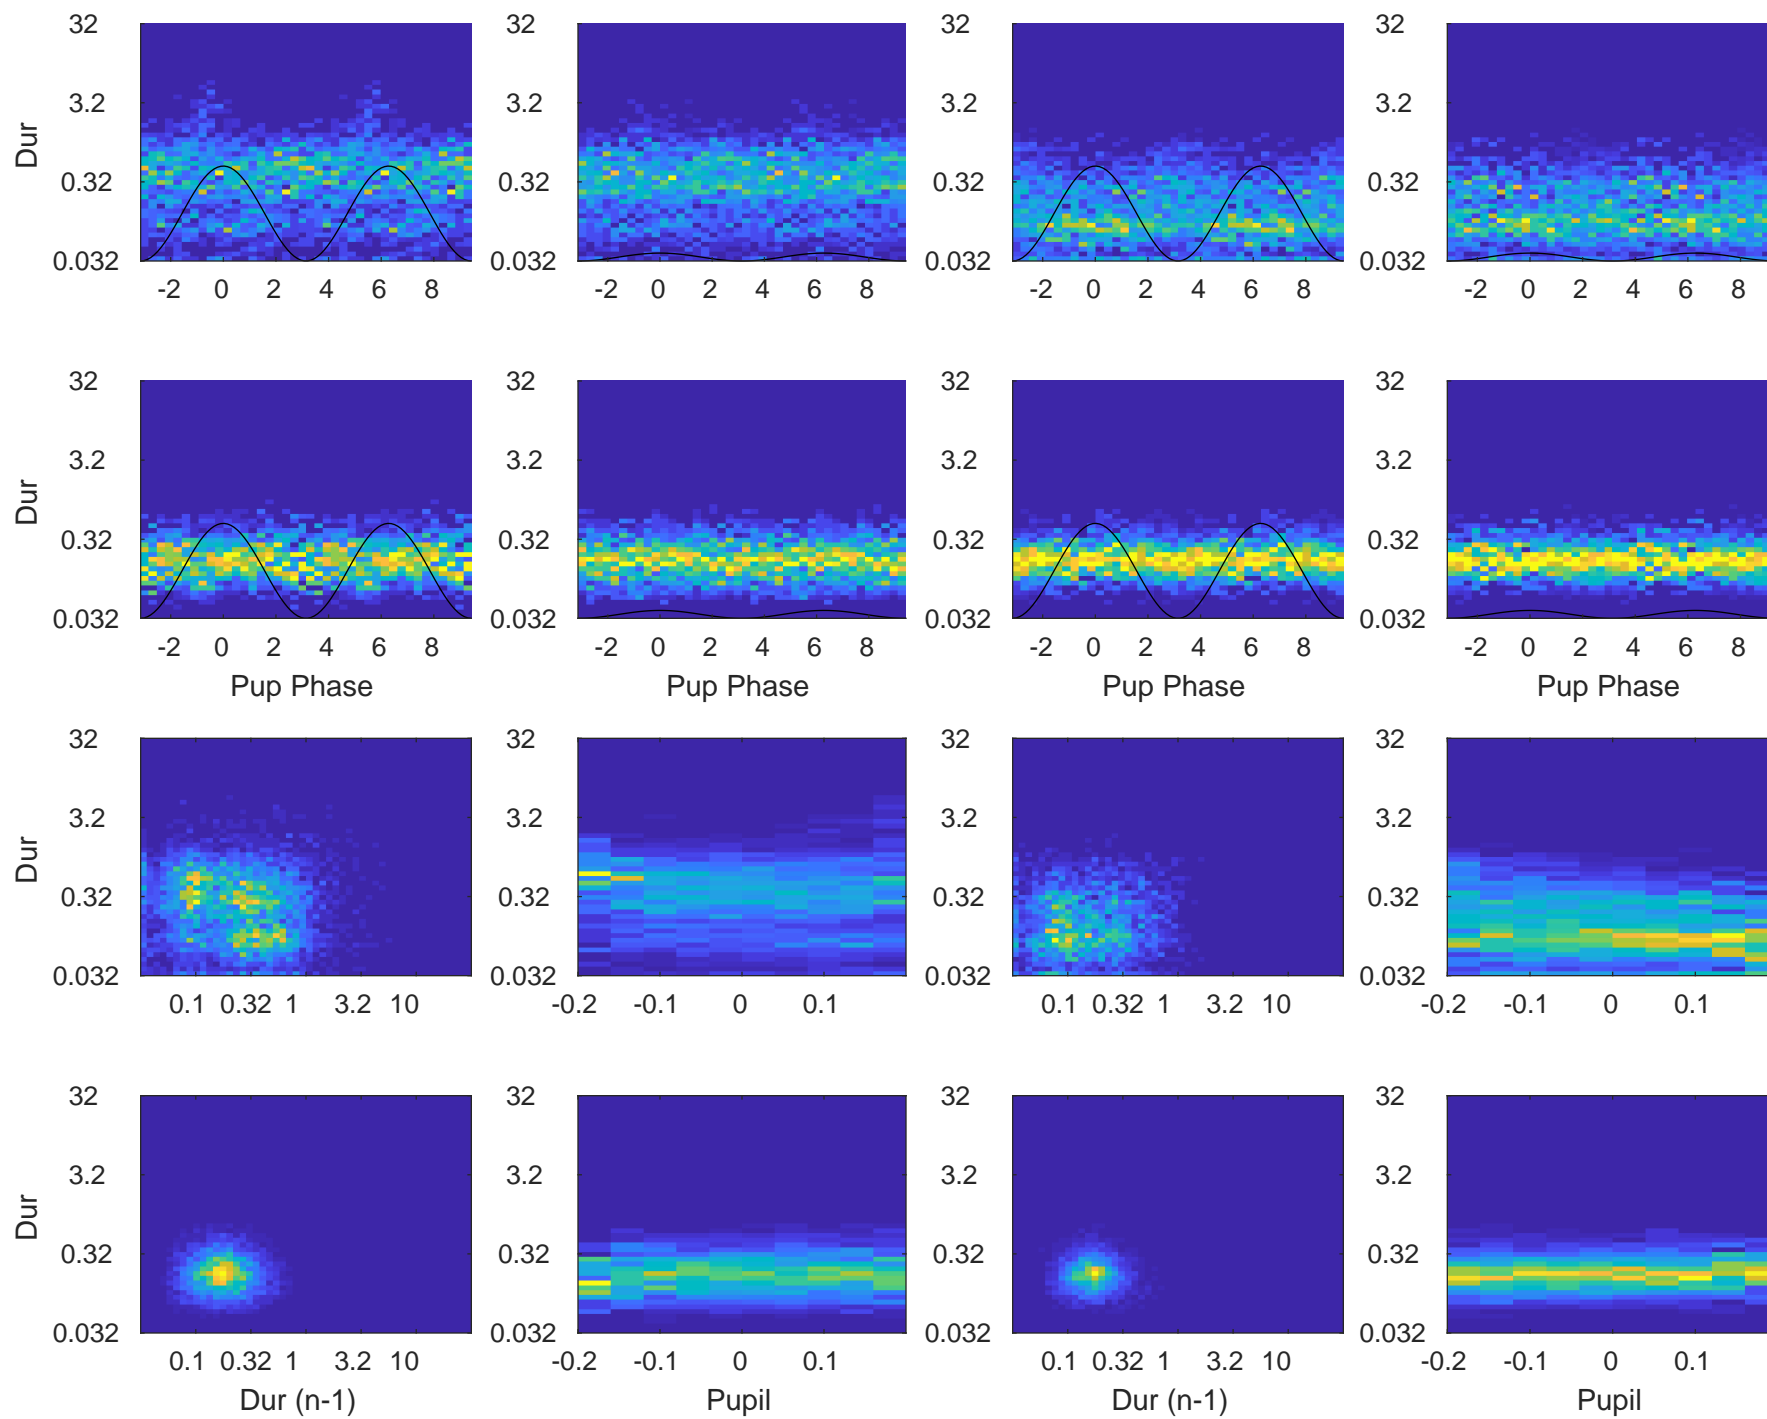 32 32 32 32
3.2 3.2 3.2 3.2
Dur
0.32 0.32 0.32 0.32
0.032 0.032 0.032 0.032
-2 0 2 4 6 8 -2 0 2 4 6 8 -2 0 2 4 6 8 -2 0 2 4 6 8
32 32 32 32
3.2 3.2 3.2 3.2
Dur
0.32 0.32 0.32 0.32
0.032 0.032 0.032 0.032
-2 0 2 4 6 8 -2 0 2 4 6 8 -2 0 2 4 6 8 -2 0 2 4 6 8
Pup Phase Pup Phase Pup Phase Pup Phase
32 32 32 32
3.2 3.2 3.2 3.2
Dur
0.32 0.32 0.32 0.32
0.032 0.032 0.032 0.032
0.1 0.32 1 3.2 10 -0.2 -0.1 0 0.1 0.1 0.32 1 3.2 10 -0.2 -0.1 0 0.1
32 32 32 32
3.2 3.2 3.2 3.2
Dur
0.32 0.32 0.32 0.32
0.032 0.032 0.032 0.032
0.1 0.32 1 3.2 10 -0.2 -0.1 0 0.1 0.1 0.32 1 3.2 10 -0.2 -0.1 0 0.1
Dur (n-1) Pupil Dur (n-1) Pupil